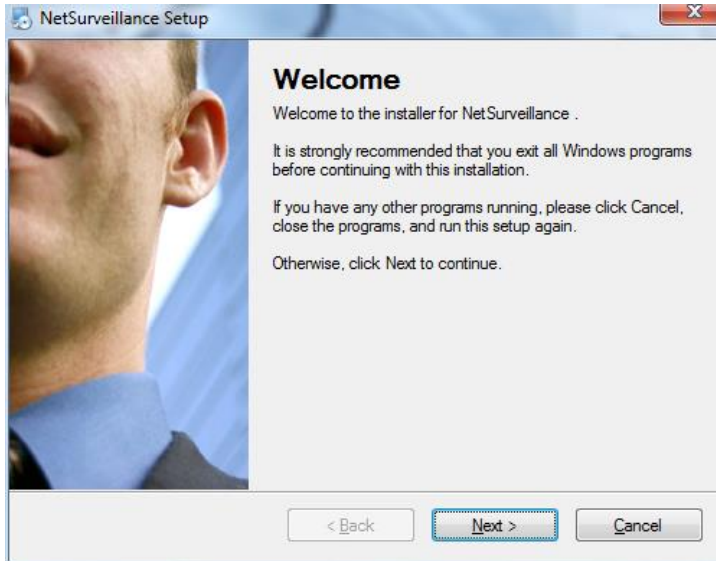 NetSurveillance Setup
Welcome
Welcome to the installer for NetSurveillance .
It is strongly recommended that you exit all Windows programs
before continuing with this installation.
If you have any other programs running, please click Cancel,
close the programs, and run this setup again.
Otherwise, click Next to continue.
< Back
Next >
Cancel